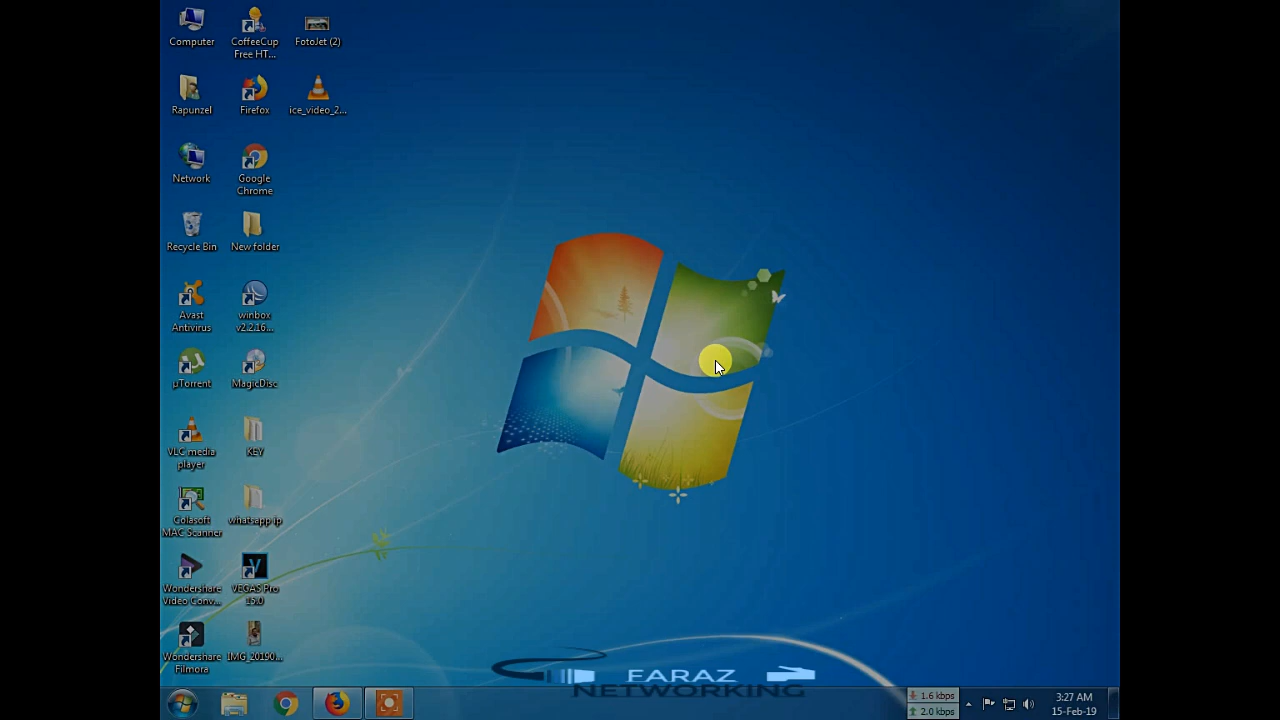 Computer
CoffeeCup
Free HT...
FotoJet (2)
Rapunzel
Firefox
ice_video_2...
Network
Google
Chrome
Recycle Bin
New folder
Avast
Antivirus
winbox
v2.2.16...
µTorrent
MagicDisc
VLC media
player
KEY
Colasoft
MAC Scanner
whatsapp ip
Wondershare
Video Conv...
VEGAS Pro
15.0
Wondershare
Filmora
IMG_20190...
FARAZ
NETWORKING
1.6 kbps
2.0 kbps
3:27 AM
15-Feb-19